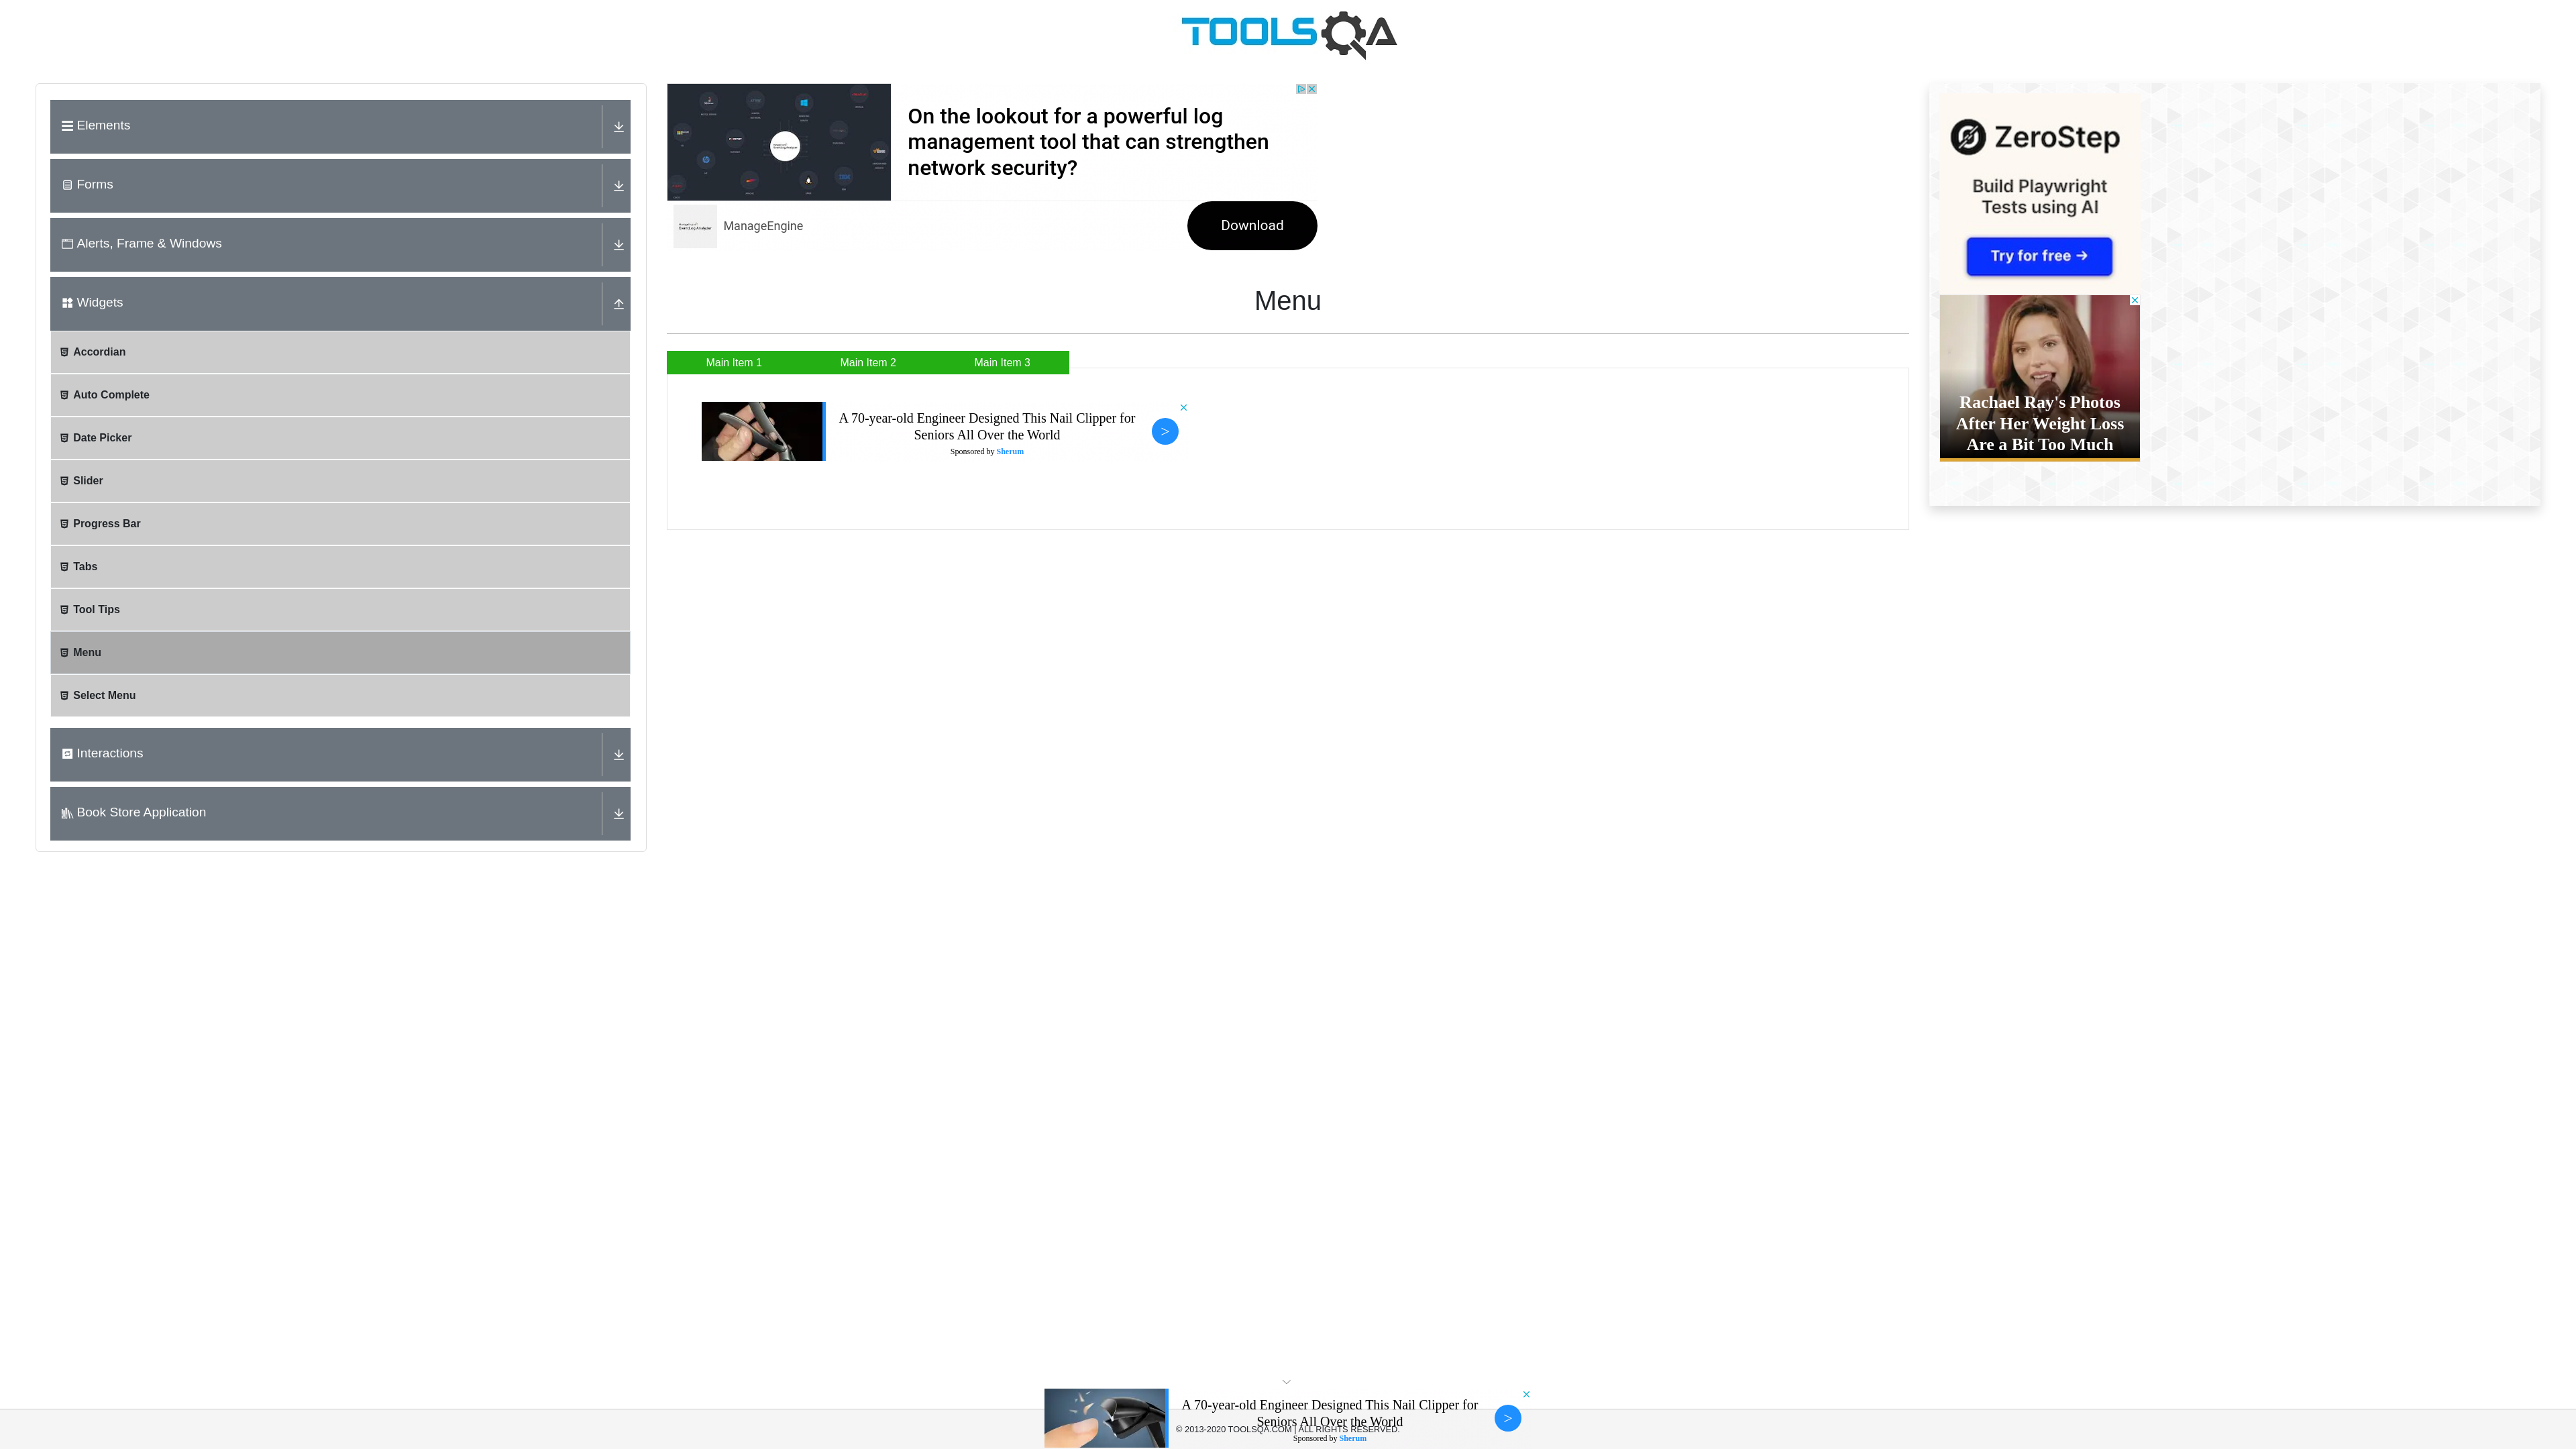 TOOLSQA
Elements
Forms
Alerts, Frame & Windows
Widgets
Accordian
Auto Complete
Date Picker
Slider
Progress Bar
Tabs
Tool Tips
Menu
Select Menu
Interactions
Book Store Application
On the lookout for a powerful log
management tool that can strengthen
network security?
ManageEngine
Download
Menu
Main Item 1
Main Item 2
Main Item 3
A 70-year-old Engineer Designed This Nail Clipper for
Seniors All Over the World
Sponsored by Sherum
>
ZeroStep
Build Playwright
Tests using AI
Try for free →
Rachael Ray's Photos
After Her Weight Loss
Are a Bit Too Much
A 70-year-old Engineer Designed This Nail Clipper for
Seniors All Over the World
© 2013-2020 TOOLSQA.COM | ALL RIGHTS RESERVED.
Sponsored by Sherum
>